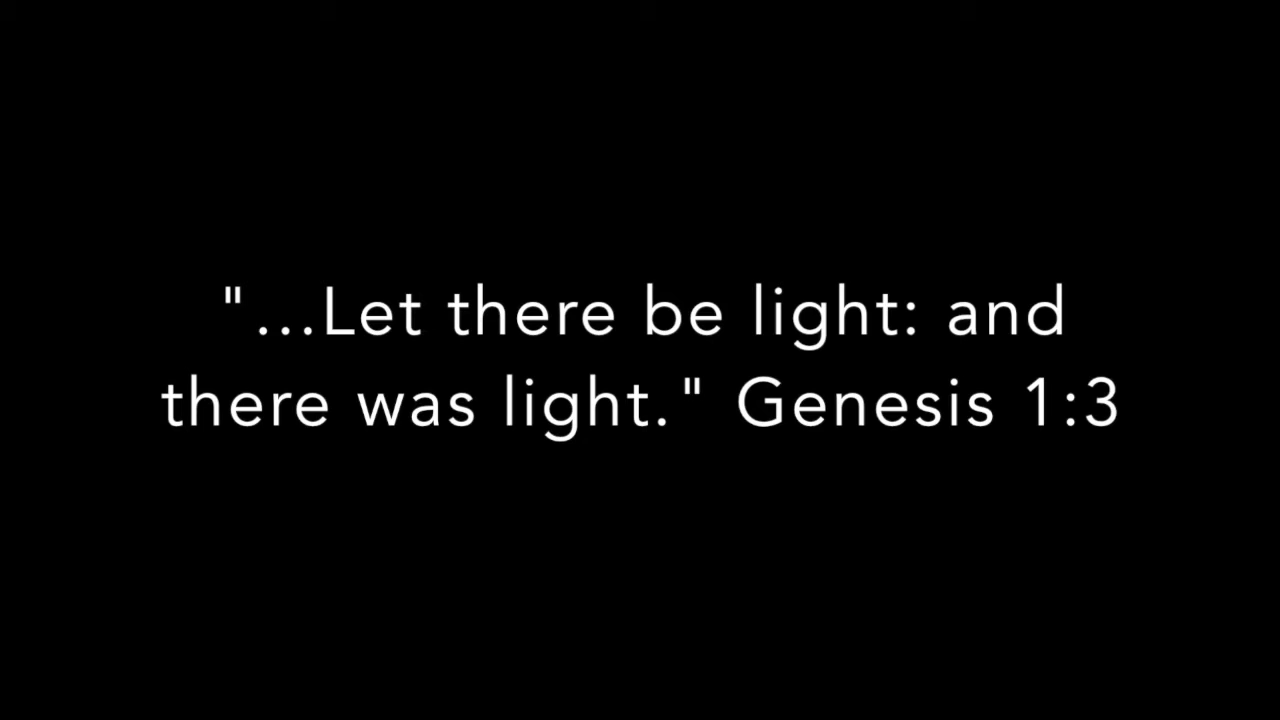 "...Let there be light: and
there was light." Genesis 1:3